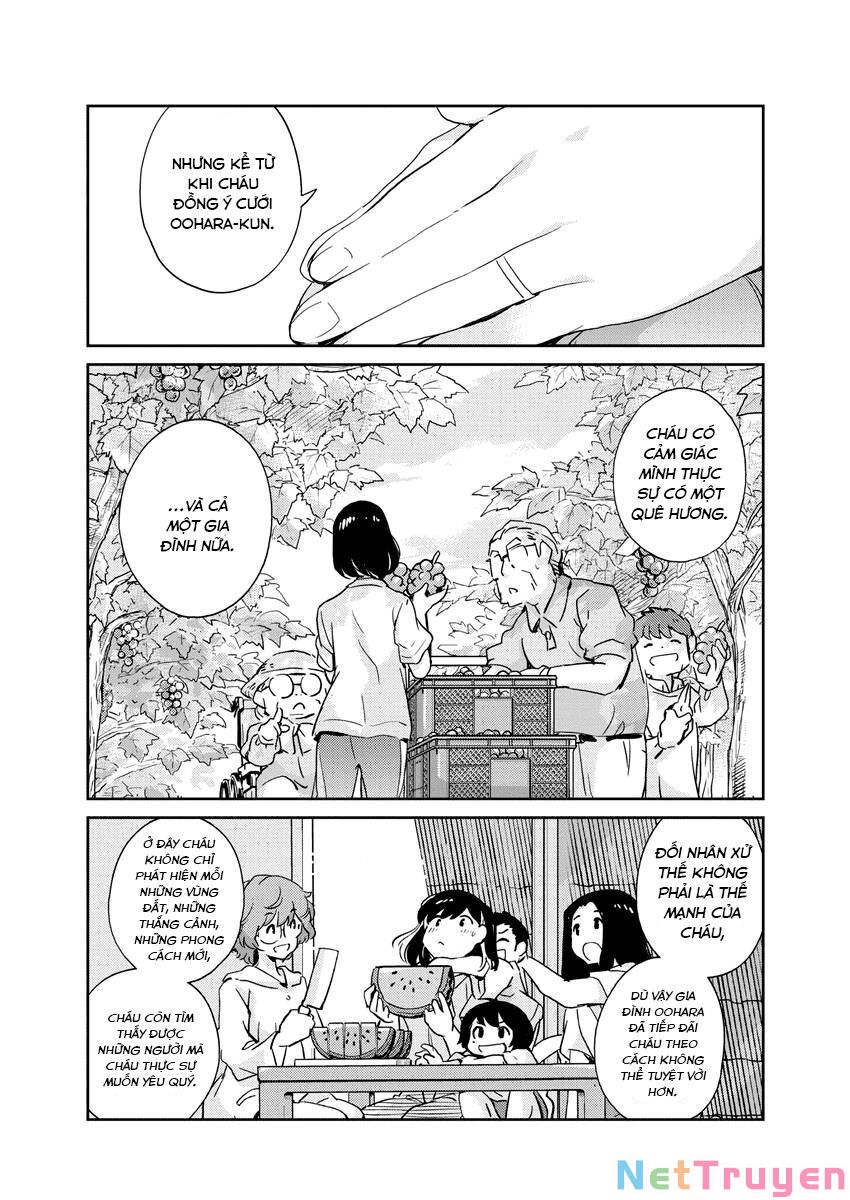 NHƯNG KỂ TỪ
KHI CHÁU
ĐỒNG Ý CƯỚI
OOHARA-KUN.
CHÁU CÓ
CẢM GIÁC
MÌNH THỰC
SỰ CÓ MỘT
QUÊ HƯƠNG.
...VÀ CẢ
MỘT GIA
ĐÌNH NỮA.
ĐỐI NHÂN XỬ
THẾ KHÔNG
PHẢI LÀ THẾ
MẠNH CỦA
CHÁU,
DÙ VẬY GIA
ĐÌNH OOHARA
ĐÃ TIẾP ĐÃI
CHÁU THEO
CÁCH KHÔNG
THỂ TUYỆT VỜI
HƠN.
Ở ĐÂY CHÁU
KHÔNG CHỈ
PHÁT HIỆN MỖI
NHỮNG VÙNG
ĐẤT, NHỮNG
THẮNG CẢNH,
NHỮNG PHONG
CÁCH MỚI,
CHÁU CÒN TÌM
THẤY ĐƯỢC
NHỮNG NGƯỜI MÀ
CHÁU THỰC SỰ
MUỐN YÊU QUÝ.
NetTruyen